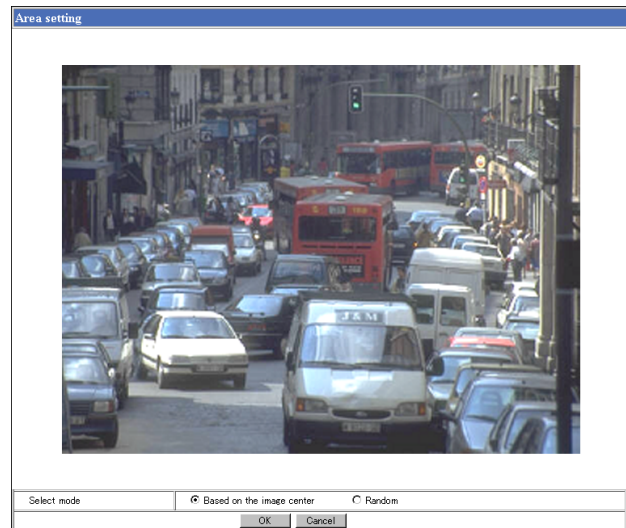 Area setting
J & M
Select mode
Based on the image center
Random
OK
Cancel